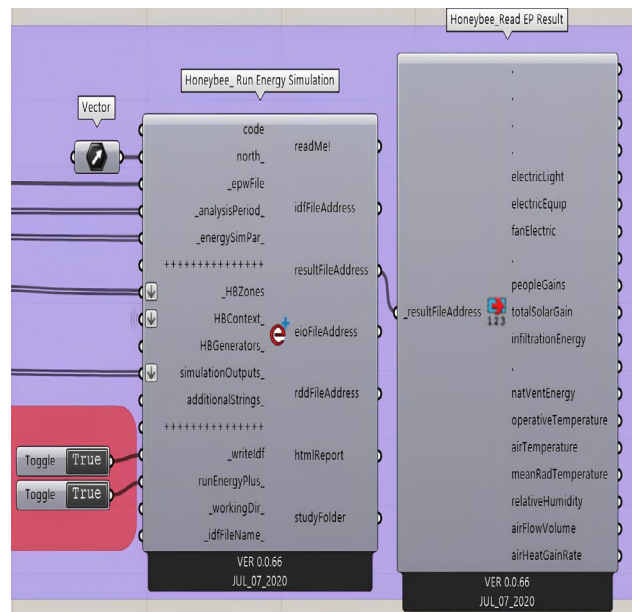 Honeybee_Read EP Result
Honeybee_ Run Energy Simulation
Vector
code
north_
_epwFile
_analysisPeriod_
_energySimPar_
+++++++++++++++
_HBZones
HBContext_
HBGenerators_
simulationOutputs_
additionalStrings_
+++++++++++++++
_writeIdf
runEnergyPlus_
_workingDir_
_idfFileName_
readMe!
idfFileAddress
resultFileAddress
eioFileAddress
rddFileAddress
htmlReport
studyFolder
VER 0.0.66
JUL_07_2020
Toggle True
Toggle True
_resultFileAddress
123
.
.
.
.
electricLight
electricEquip
fanElectric
.
peopleGains
totalSolarGain
infiltrationEnergy
.
natVentEnergy
operativeTemperature
airTemperature
meanRadTemperature
relativeHumidity
airFlowVolume
airHeatGainRate
VER 0.0.66
JUL_07_2020